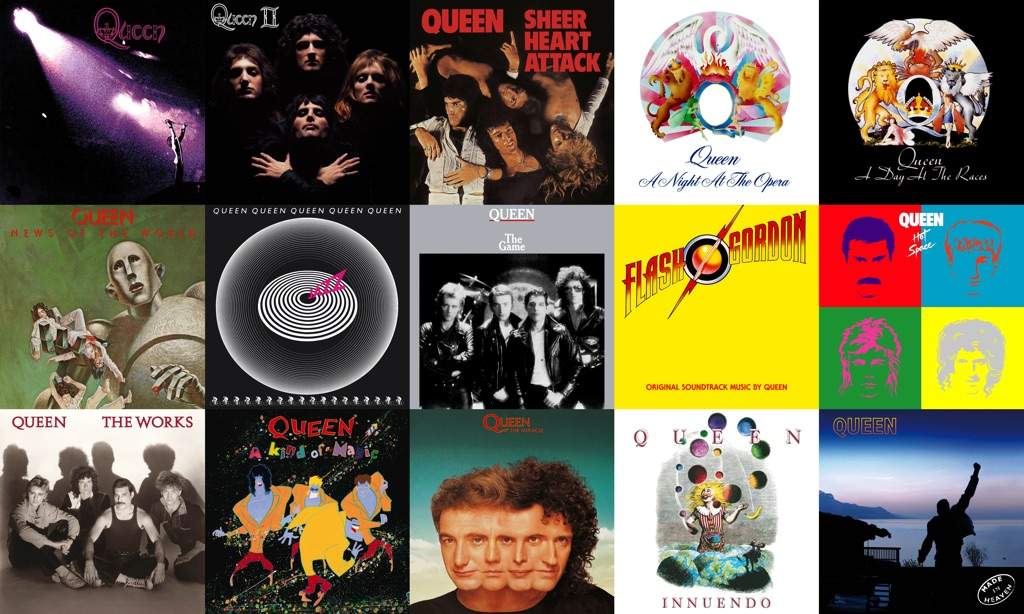 Queen
Queen II
QUEEN
SHEER
HEART
ATTACK
Queen
A Night At The Opera
Queen
A Day At The Races
QUEEN
NEWS OF THE WORLD
QUEEN QUEEN QUEEN QUEEN QUEEN
JAZZ
QUEEN
The
Game
FLASH GORDON
ORIGINAL SOUNDTRACK MUSIC BY QUEEN
QUEEN
Hot
Space
QUEEN
THE WORKS
QUEEN
A kind of Magic
QUEEN
THE MIRACLE
QUEEN
INNUENDO
QUEEN
MADE
IN
HEAVEN